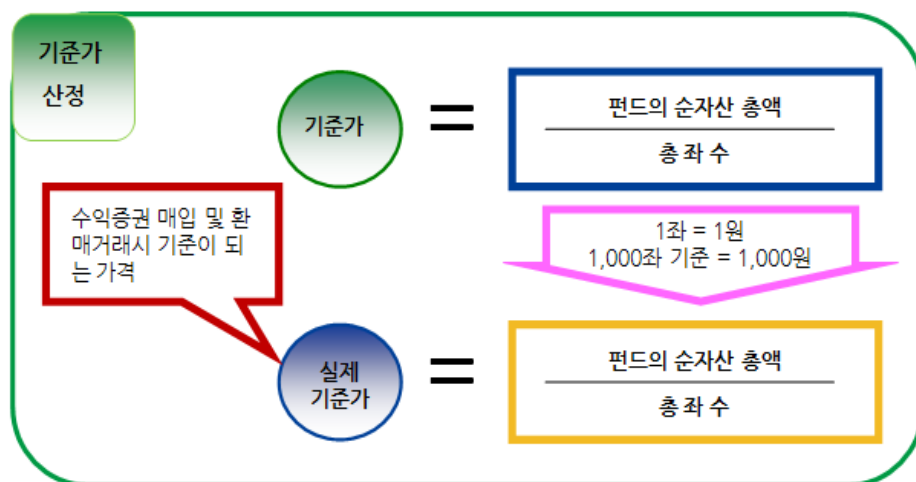 기준가
산정
기준가
=
펀드의 순자산 총액
총 좌 수
수익증권 매입 및 환
매거래시 기준이 되
는 가격
1좌 = 1원
1,000좌 기준 = 1,000원
실제
기준가
=
펀드의 순자산 총액
총 좌 수